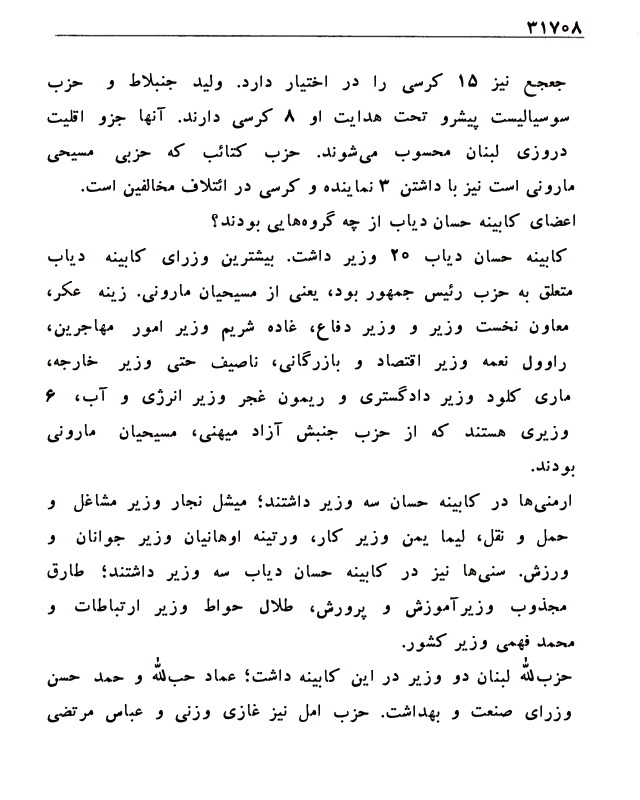 ۳۱۷۰۸
جعجع نیز ۱۵ کرسی را در اختیار دارد. ولید جنبلاط و حزب
سوسیالیست پیشرو تحت هدایت او ۸ کرسی دارند. آنها جزو اقلیت
دروزی لبنان محسوب می‌شوند. حزب کتائب که حزبی مسیحی
مارونی است نیز با داشتن ۳ نماینده و کرسی در ائتلاف مخالفین است.
اعضای کابینه حسان دیاب از چه گروه‌هایی بودند؟
کابینه حسان دیاب ۲۰ وزیر داشت. بیشترین وزرای کابینه دیاب
متعلق به حزب رئیس جمهور بود، یعنی از مسیحیان مارونی. زینه عکر،
معاون نخست وزیر و وزیر دفاع، غاده شریم وزیر امور مهاجرین،
راوول نعمه وزیر اقتصاد و بازرگانی، ناصیف حتی وزیر خارجه،
ماری کلود وزیر دادگستری و ریمون غجر وزیر انرژی و آب، ۶
وزیری هستند که از حزب جنبش آزاد میهنی، مسیحیان مارونی
بودند.
ارمنی‌ها در کابینه حسان سه وزیر داشتند؛ میشل نجار وزیر مشاغل و
حمل و نقل، لیما یمن وزیر کار، ورتینه اوهانیان وزیر جوانان و
ورزش. سنی‌ها نیز در کابینه حسان دیاب سه وزیر داشتند؛ طارق
مجذوب وزیرآموزش و پرورش، طلال حواط وزیر ارتباطات و
محمد فهمی وزیر کشور.
حزب‌الله لبنان دو وزیر در این کابینه داشت؛ عماد حب‌الله و حمد حسن
وزرای صنعت و بهداشت. حزب امل نیز غازی وزنی و عباس مرتضی